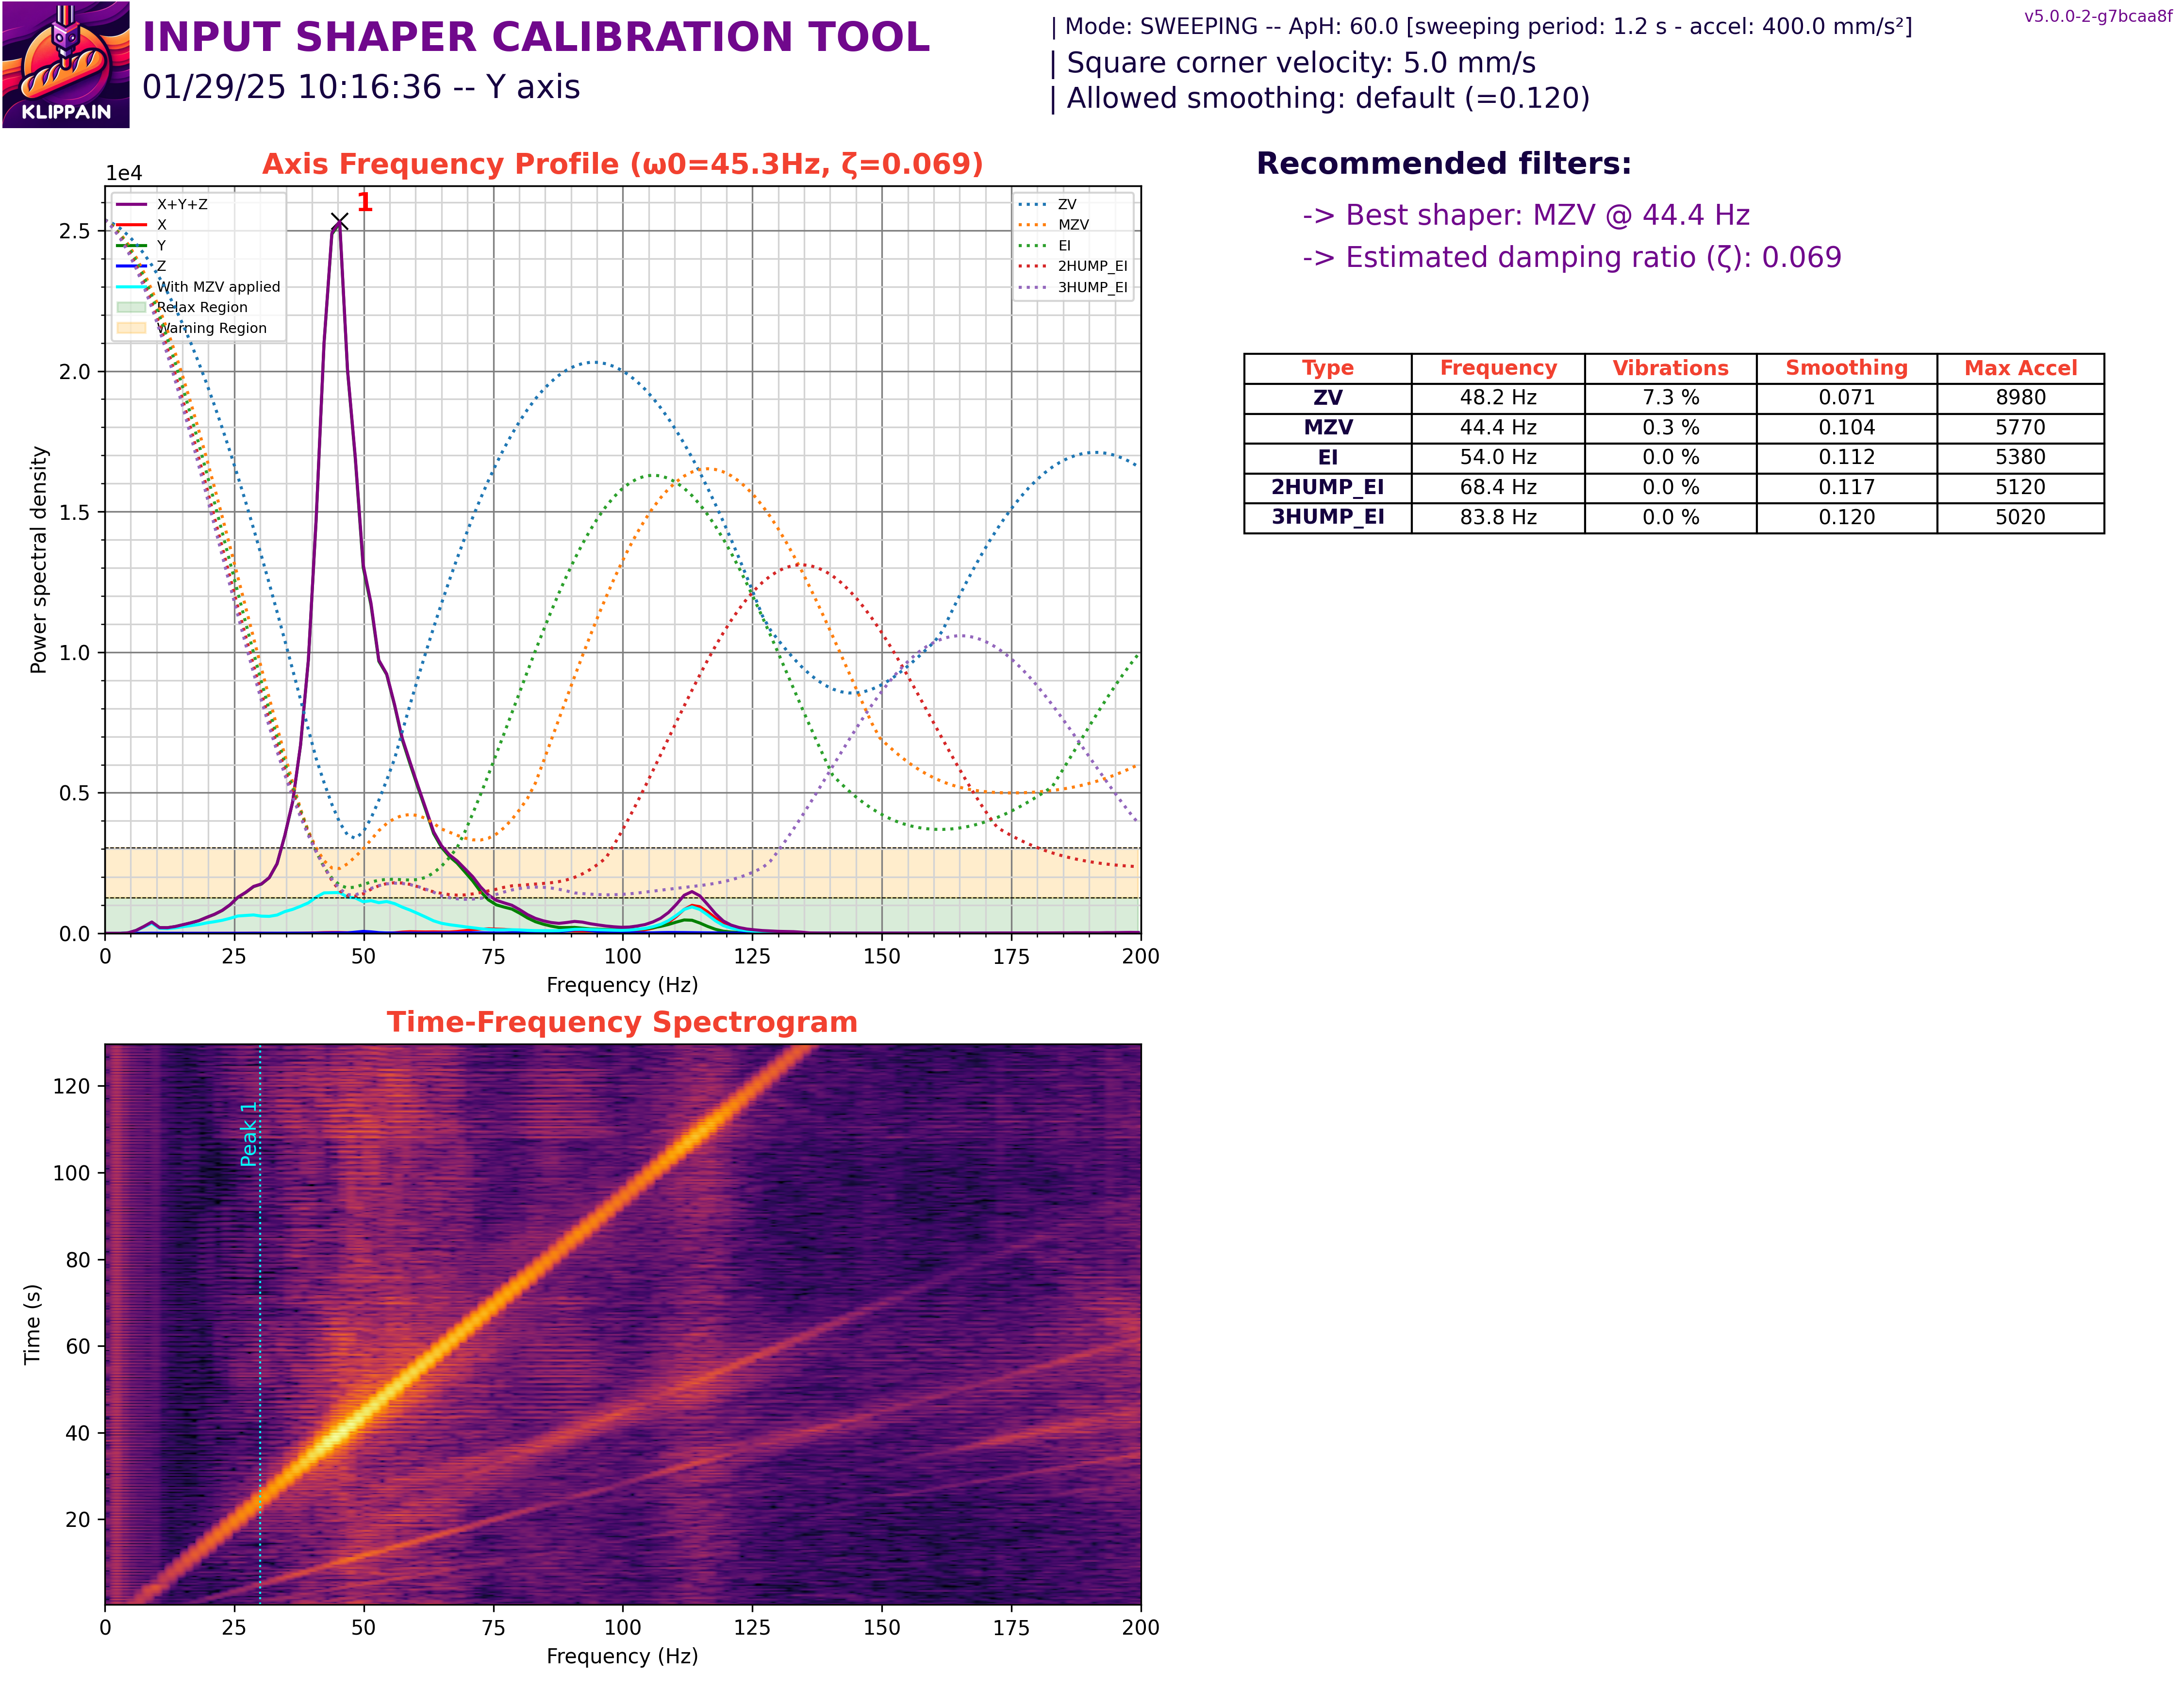 INPUT SHAPER CALIBRATION TOOL
01/29/25 10:16:36 -- Y axis
KLIPPAIN
| Mode: SWEEPING -- ApH: 60.0 [sweeping period: 1.2 s - accel: 400.0 mm/s²]
| Square corner velocity: 5.0 mm/s
| Allowed smoothing: default (=0.120)
v5.0.0-2-g7bcaa8f
Axis Frequency Profile (ω0=45.3Hz, ζ=0.069)
1e4
1
X+Y+Z
X
Y
Z
With MZV applied
Relax Region
Warning Region
ZV
MZV
EI
2HUMP_EI
3HUMP_EI
2.5
2.0
1.5
1.0
0.5
0.0
Power spectral density
0 25 50 75 100 125 150 175 200
Frequency (Hz)
Recommended filters:
-> Best shaper: MZV @ 44.4 Hz
-> Estimated damping ratio (ζ): 0.069
Type Frequency Vibrations Smoothing Max Accel
ZV 48.2 Hz 7.3 % 0.071 8980
MZV 44.4 Hz 0.3 % 0.104 5770
EI 54.0 Hz 0.0 % 0.112 5380
2HUMP_EI 68.4 Hz 0.0 % 0.117 5120
3HUMP_EI 83.8 Hz 0.0 % 0.120 5020
Time-Frequency Spectrogram
Peak 1
120
100
80
60
40
20
Time (s)
0 25 50 75 100 125 150 175 200
Frequency (Hz)